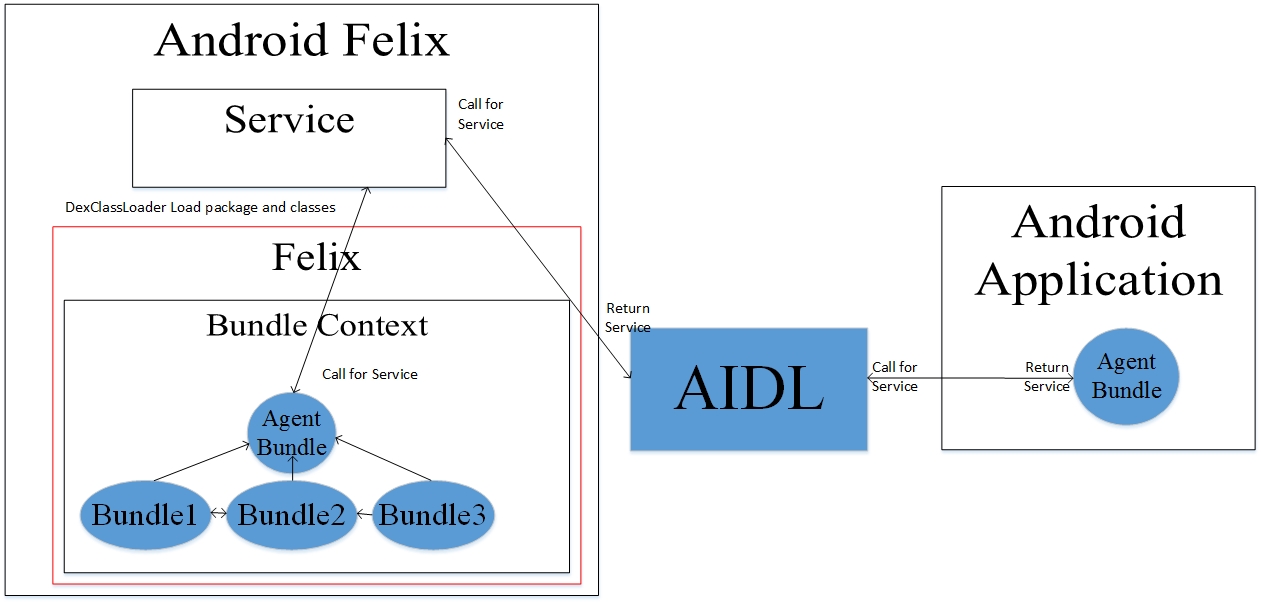 Android Felix
Service
Call for
Service
DexClassLoader Load package and classes
Felix
Bundle Context
Call for Service
Agent
Bundle
Bundle1
Bundle2
Bundle3
Return
Service
AIDL
Call for
Service
Android
Application
Return
Service
Agent
Bundle